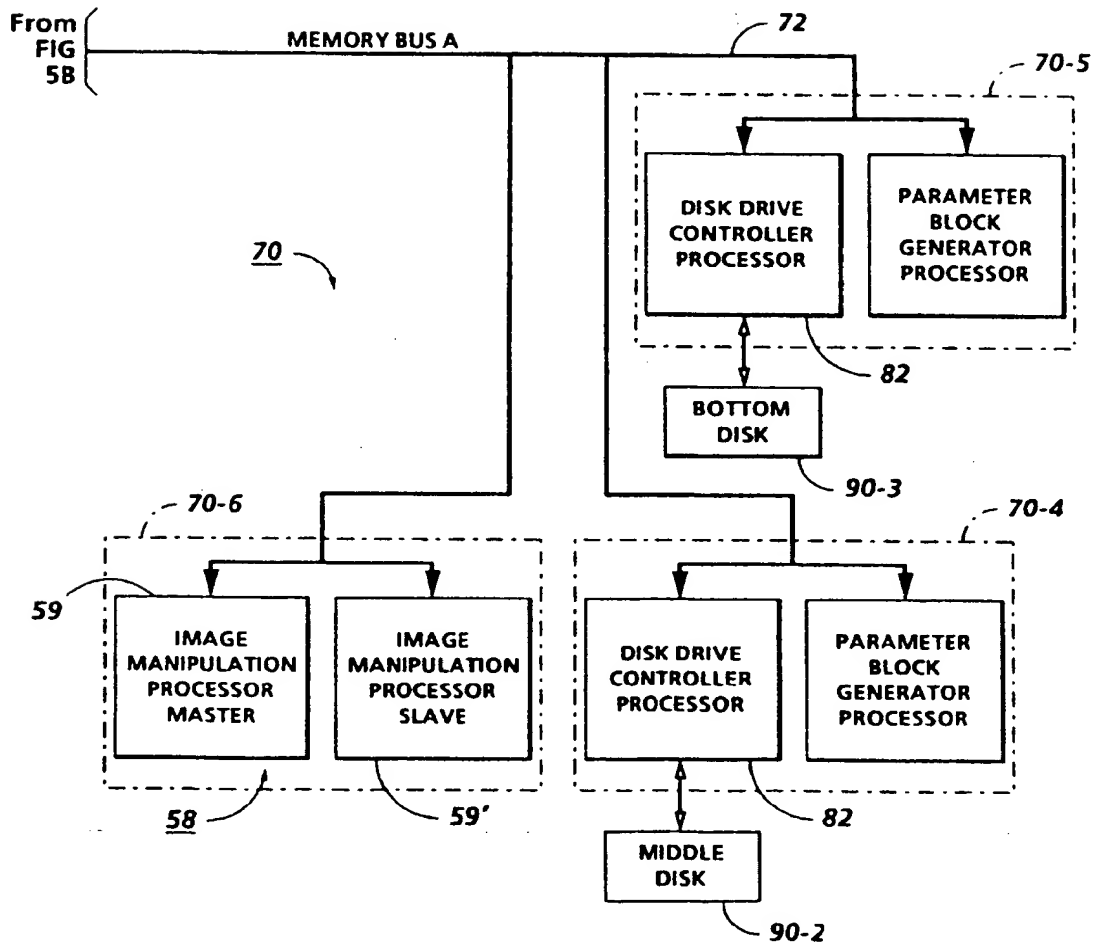 From
FIG
5B
MEMORY BUS A
72
70-5
DISK DRIVE
CONTROLLER
PROCESSOR
PARAMETER
BLOCK
GENERATOR
PROCESSOR
70
82
BOTTOM
DISK
90-3
70-6
70-4
59
IMAGE
MANIPULATION
PROCESSOR
MASTER
IMAGE
MANIPULATION
PROCESSOR
SLAVE
DISK DRIVE
CONTROLLER
PROCESSOR
PARAMETER
BLOCK
GENERATOR
PROCESSOR
58
59'
82
MIDDLE
DISK
90-2